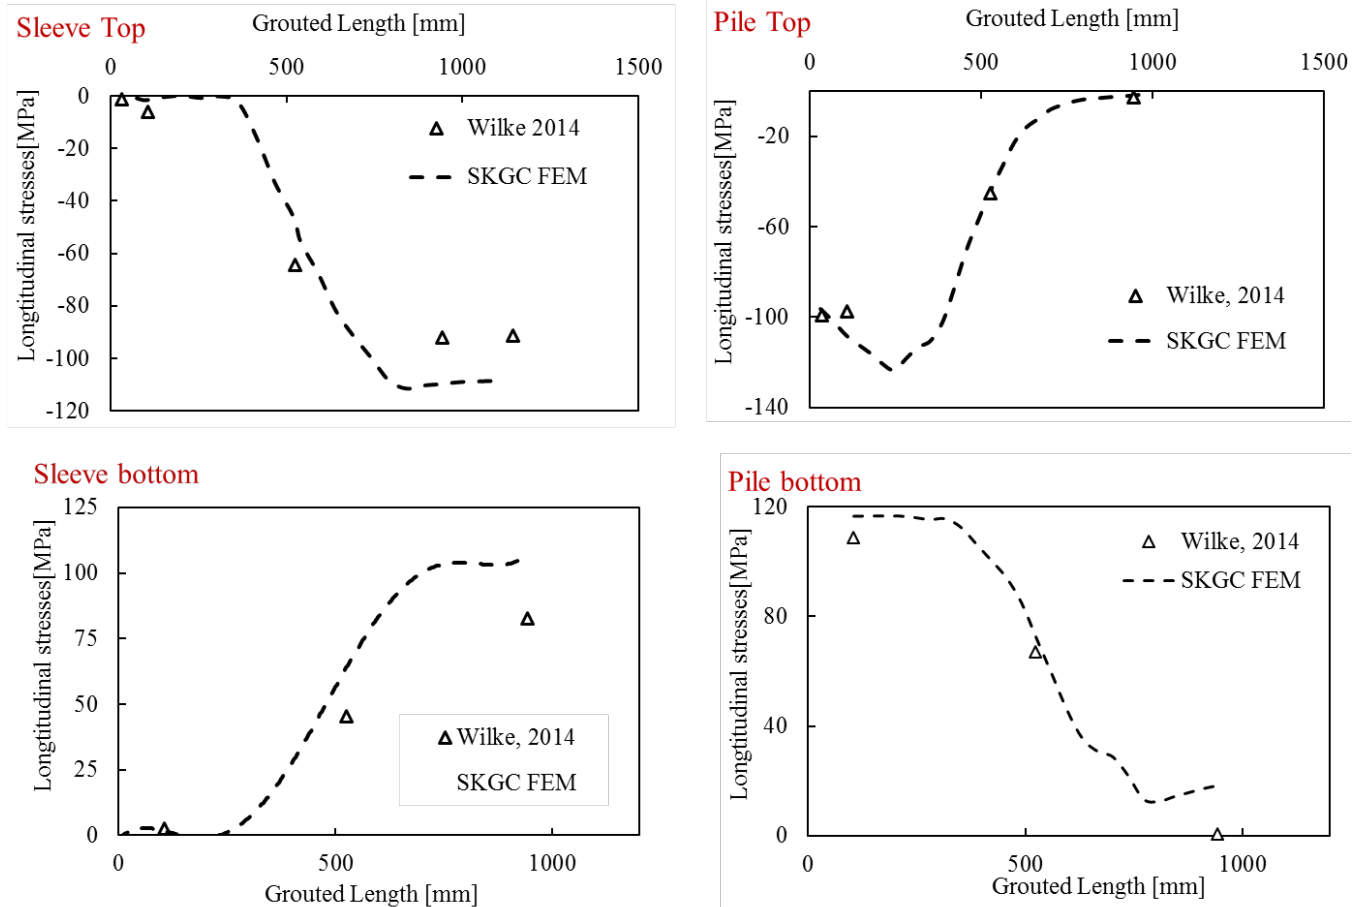 Sleeve Top
Grouted Length [mm]
0
500
1000
1500
0
-20
-40
-60
-80
-100
-120
Longtitudinal stresses[MPa]
Wilke 2014
SKGC FEM
Pile Top
Grouted Length [mm]
0
500
1000
1500
-20
-60
-100
-140
Longitudinal stresses[MPa]
Wilke, 2014
SKGC FEM
Sleeve bottom
125
100
75
50
25
0
Longtitudinal stresses[MPa]
Wilke, 2014
SKGC FEM
0
500
1000
Grouted Length [mm]
Pile bottom
120
80
40
0
Longtitudinal stresses[MPa]
Wilke, 2014
SKGC FEM
0
500
1000
Grouted Length [mm]